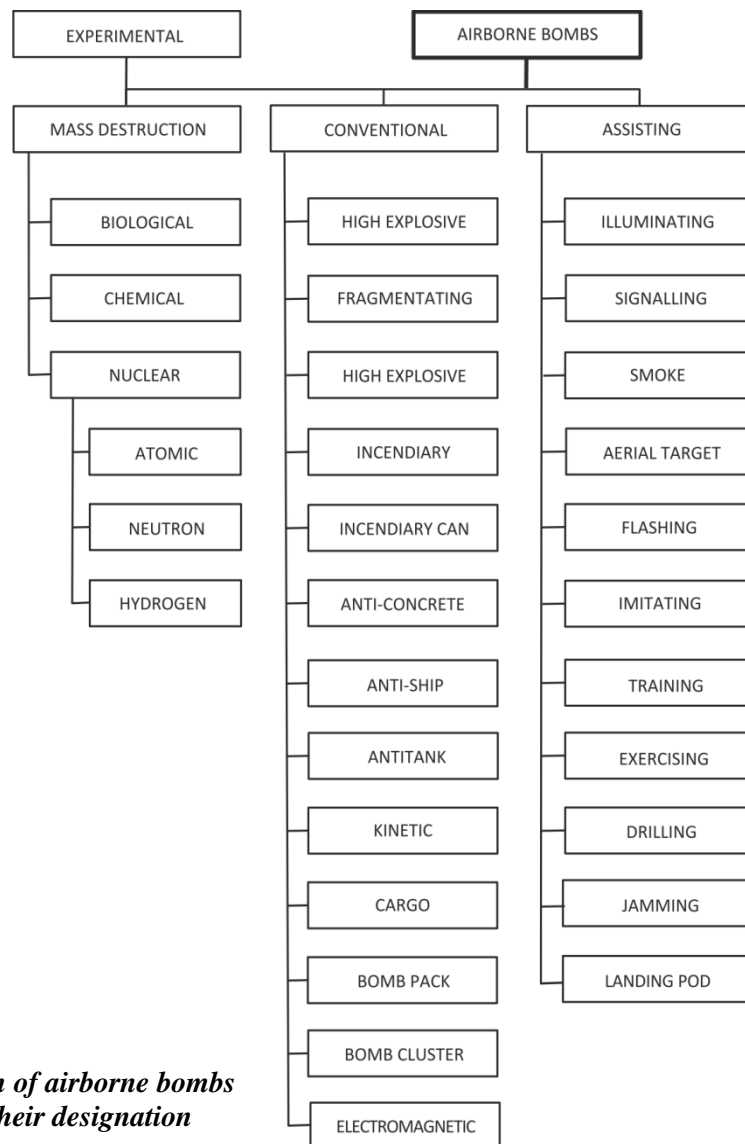 EXPERIMENTAL
AIRBORNE BOMBS
MASS DESTRUCTION
CONVENTIONAL
ASSISTING
BIOLOGICAL
CHEMICAL
NUCLEAR
ATOMIC
NEUTRON
HYDROGEN
HIGH EXPLOSIVE
FRAGMENTATING
HIGH EXPLOSIVE
INCENDIARY
INCENDIARY CAN
ANTI-CONCRETE
ANTI-SHIP
ANTITANK
KINETIC
CARGO
BOMB PACK
BOMB CLUSTER
ELECTROMAGNETIC
ILLUMINATING
SIGNALLING
SMOKE
AERIAL TARGET
FLASHING
IMITATING
TRAINING
EXERCISING
DRILLING
JAMMING
LANDING POD
of airborne bombs
their designation